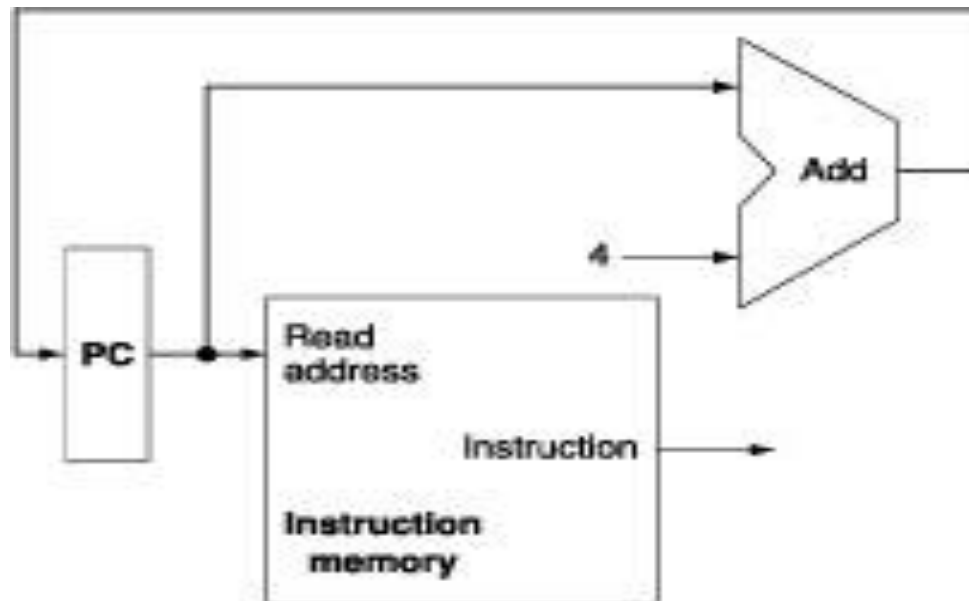 Add
4
PC
Read
address
Instruction
Instruction
memory